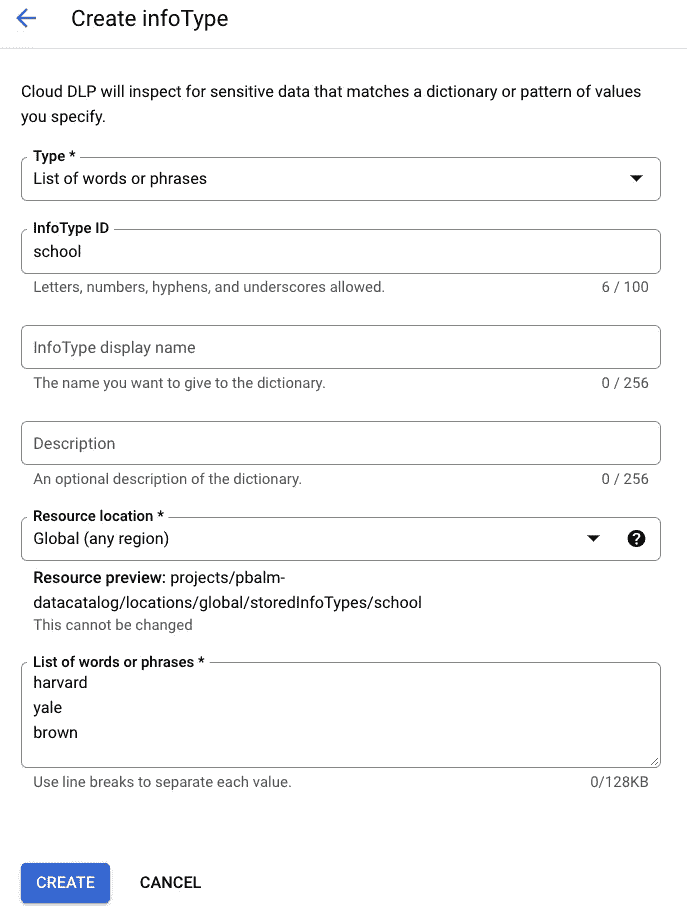 Create infoType
Cloud DLP will inspect for sensitive data that matches a dictionary or pattern of values
you specify.
Type *
List of words or phrases
InfoType ID
school
Letters, numbers, hyphens, and underscores allowed. 6 / 100
InfoType display name
The name you want to give to the dictionary. 0 / 256
Description
An optional description of the dictionary. 0 / 256
Resource location *
Global (any region)
Resource preview: projects/pbalm-
datacatalog/locations/global/storedInfoTypes/school
This cannot be changed
List of words or phrases *
harvard
yale
brown
Use line breaks to separate each value. 0/128KB
CREATE CANCEL